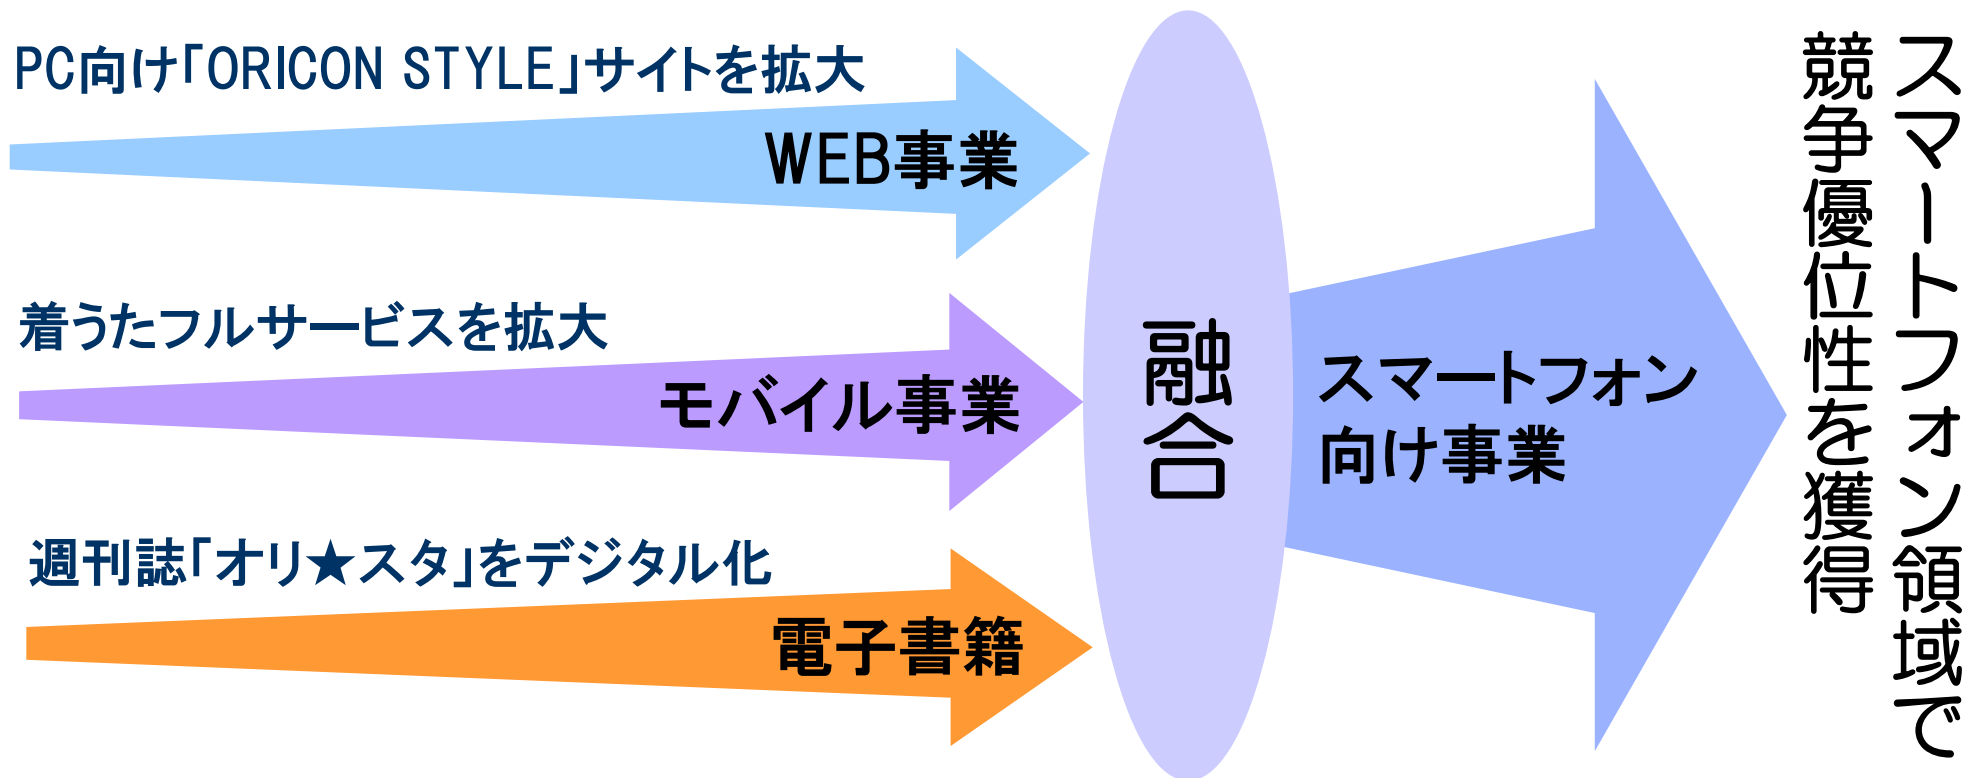 PC向け「ORICON STYLE」サイトを拡大
WEB事業
着うたフルサービスを拡大
モバイル事業
週刊誌「オリ★スタ」をデジタル化
電子書籍
融合
スマートフォン
向け事業
スマートフォン領域で
競争優位性を獲得